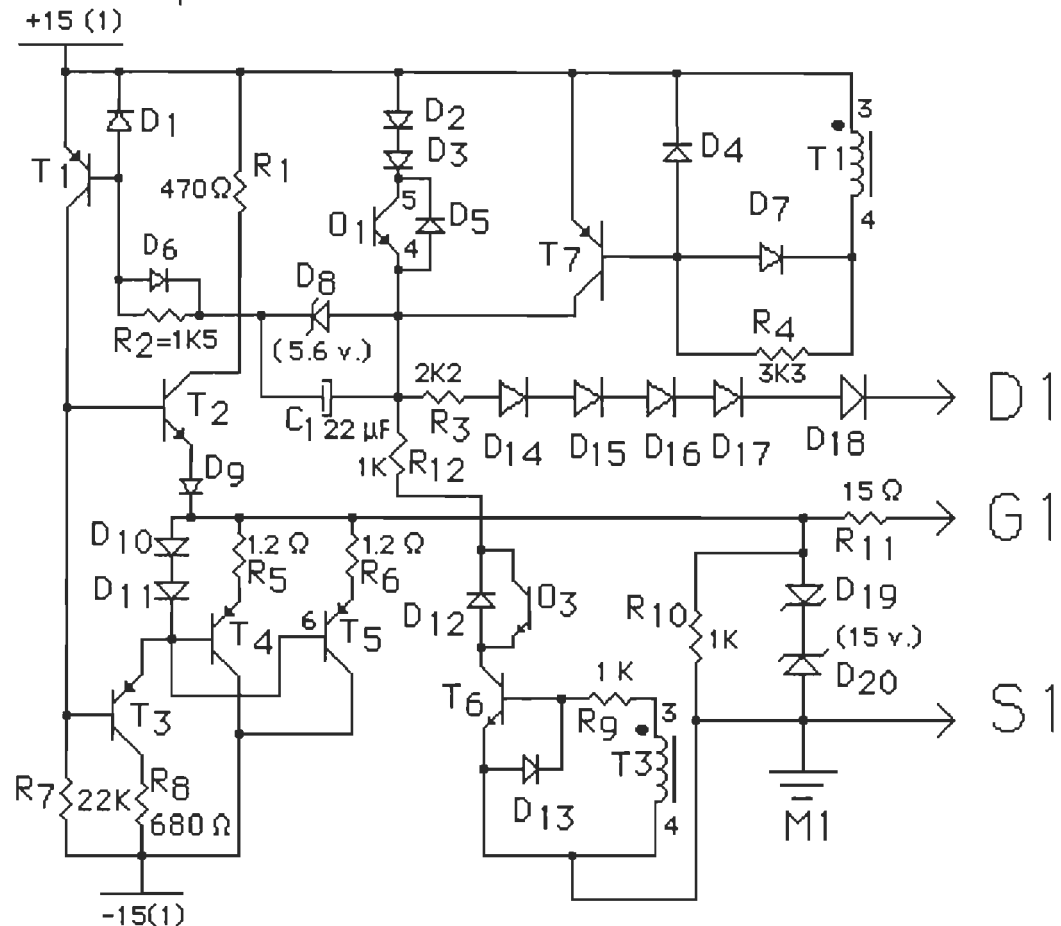 +15 (1)
D1
D2
D3
T1
R1
470Ω
O1
5
4
D5
D4
3
T1
4
D7
T7
D6
D8
R2=1K5
(5.6 v.)
R4
3K3
2K2
D1
T2
C1 22 µF
R3
D14
D15
D16
D17
D18
1K
R12
D9
15 Ω
G1
R11
D10
1.2 Ω
R5
1.2 Ω
R6
D11
D12
O3
R10
1K
D19
(15 v.)
D20
T4
6
T5
T3
T6
1 K
R9
3
T3
4
S1
D13
R7
22K
R8
680 Ω
M1
-15(1)